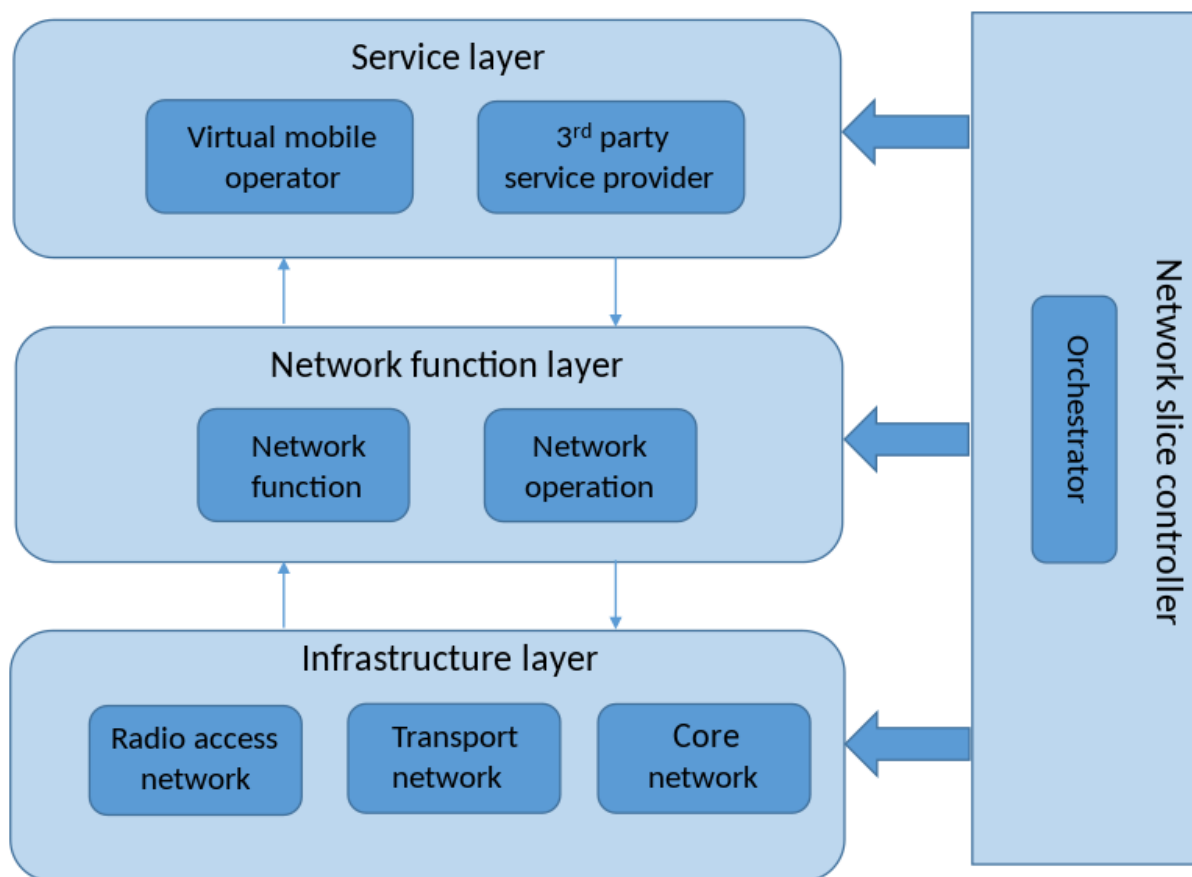 Service layer
Virtual mobile
operator
3rd party
service provider
Network function layer
Network
function
Network
operation
Infrastructure layer
Radio access
network
Transport
network
Core
network
Orchestrator
Network slice controller